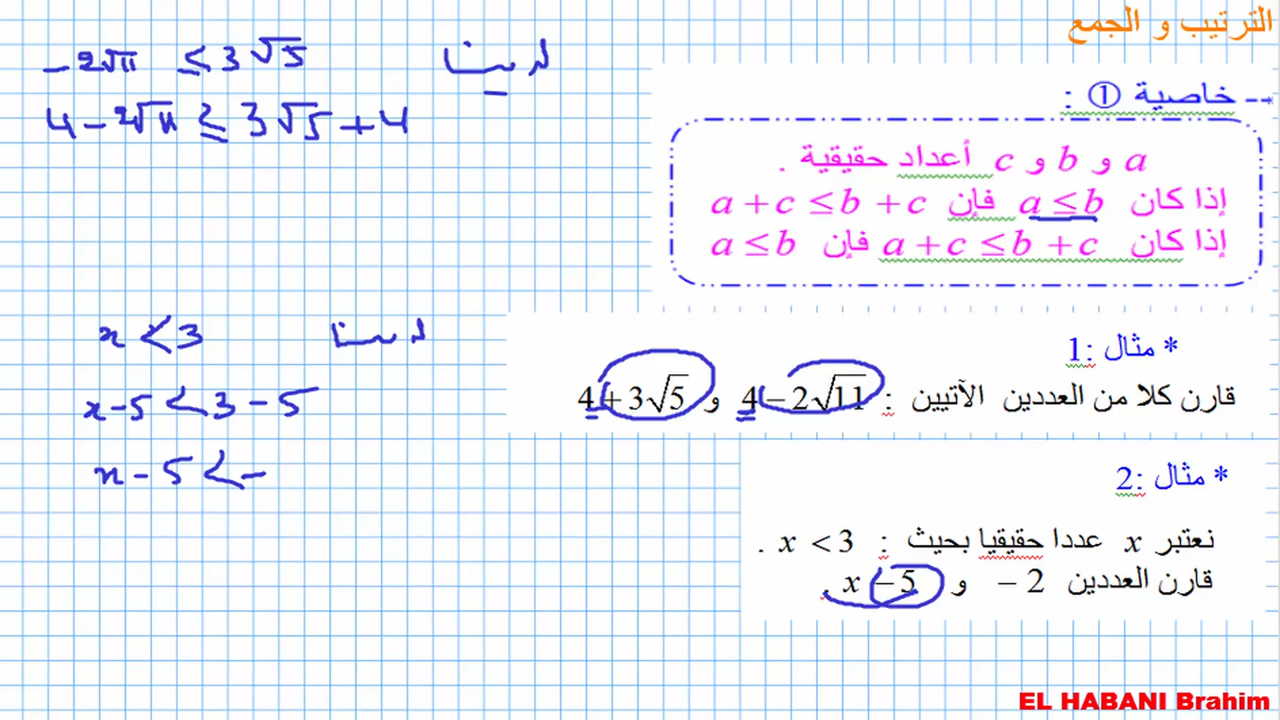 الترتيب و الجمع
-- خاصية ① :
a و b و c أعداد حقيقية .
إذا كان a ≤ b فإن a + c ≤ b + c
إذا كان a + c ≤ b + c فإن a ≤ b
لدينا -2√11 ≤ 3√5
4 - 2√11 ≤ 3√5 + 4
* مثال 1:
قارن كلا من العددين الآتيين : 4 - 2√11 و 4 + 3√5
لدينا x < 3
x - 5 < 3 - 5
x - 5 < -
* مثال 2:
نعتبر x عددا حقيقيا بحيث : x < 3 .
قارن العددين - 2 و x - 5 .
EL HABANI Brahim